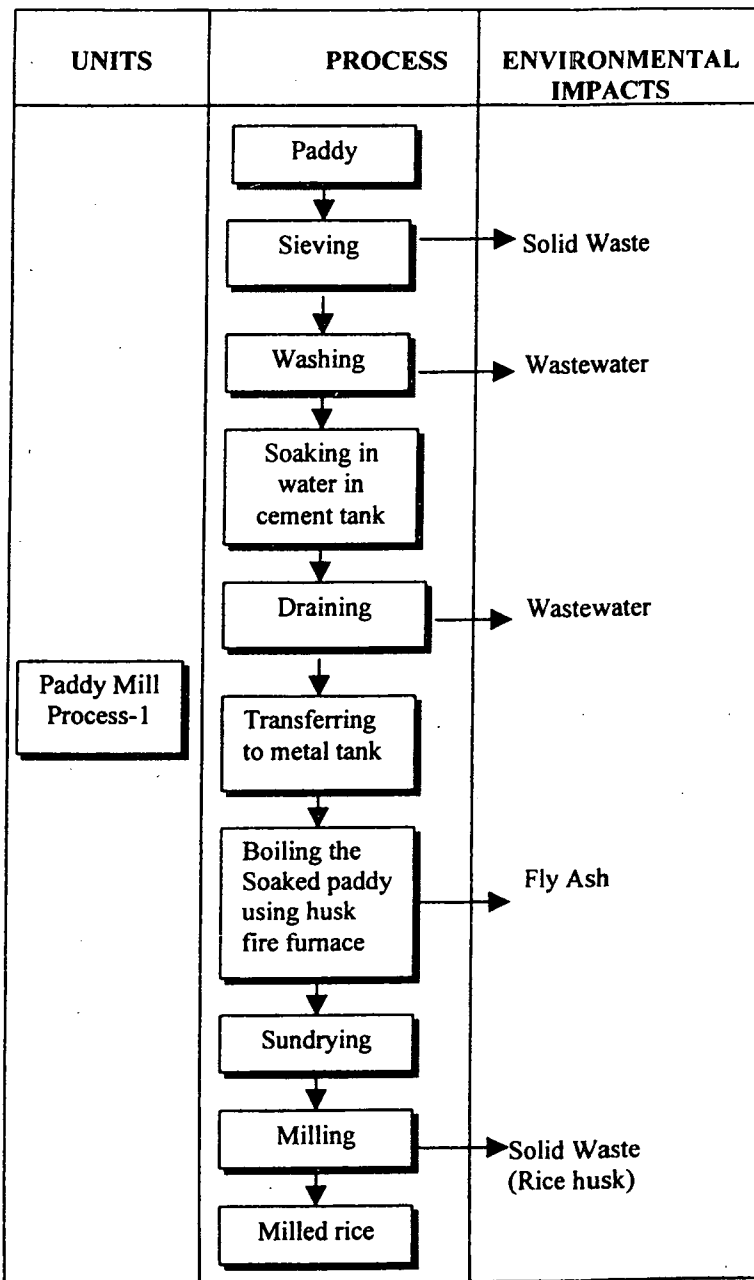 UNITS
PROCESS
ENVIRONMENTAL
IMPACTS
Paddy
Sieving
Solid Waste
Washing
Wastewater
Soaking in
water in
cement tank
Draining
Wastewater
Paddy Mill
Process-1
Transferring
to metal tank
Boiling the
Soaked paddy
using husk
fire furnace
Fly Ash
Sundrying
Milling
Solid Waste
(Rice husk)
Milled rice